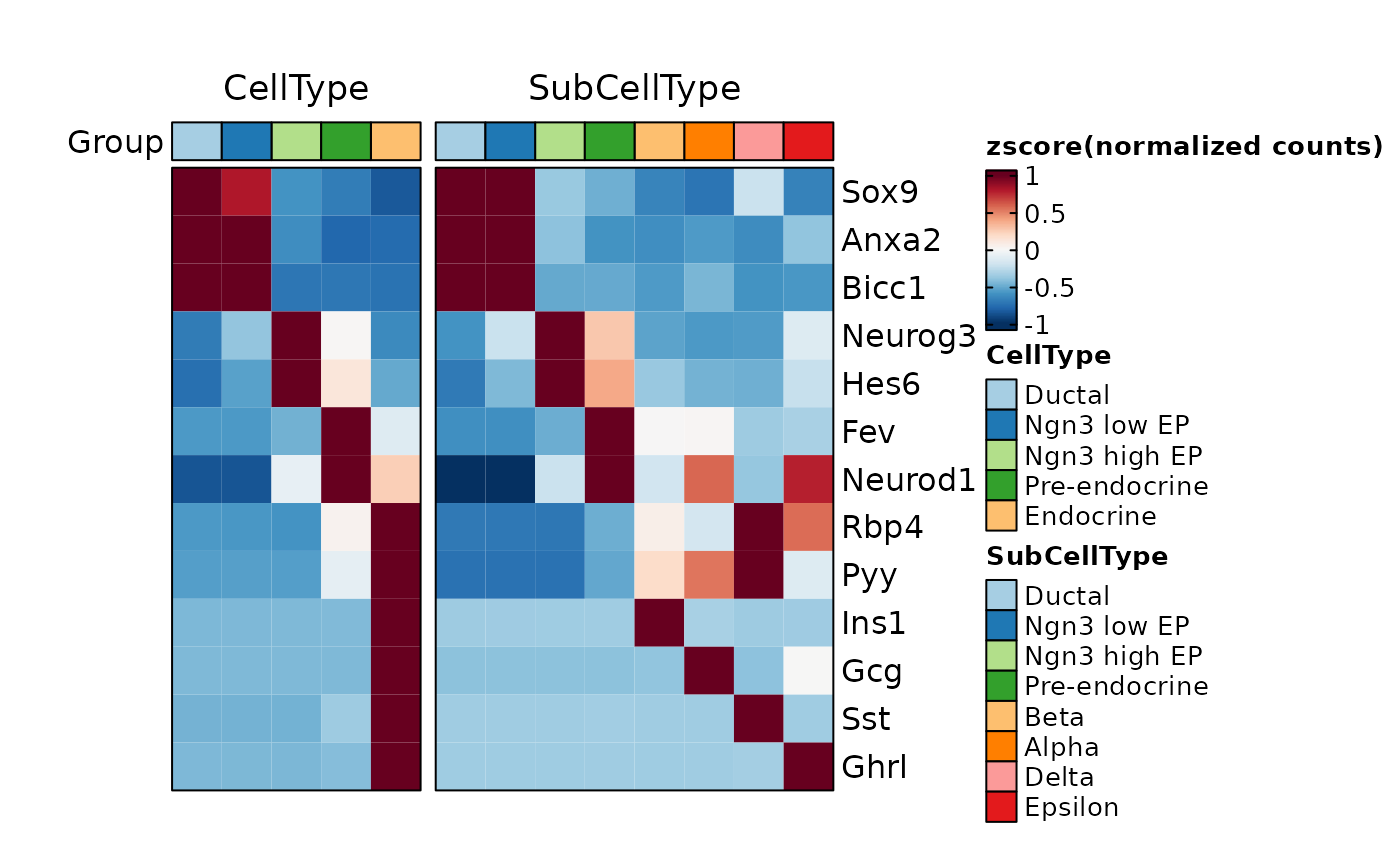 CellType
SubCellType
Group
Sox9
Anxa2
Bicc1
Neurog3
Hes6
Fev
Neurod1
Rbp4
Pyy
Ins1
Gcg
Sst
Ghrl
zscore(normalized counts)
1
0.5
0
-0.5
-1
CellType
Ductal
Ngn3 low EP
Ngn3 high EP
Pre-endocrine
Endocrine
SubCellType
Ductal
Ngn3 low EP
Ngn3 high EP
Pre-endocrine
Beta
Alpha
Delta
Epsilon